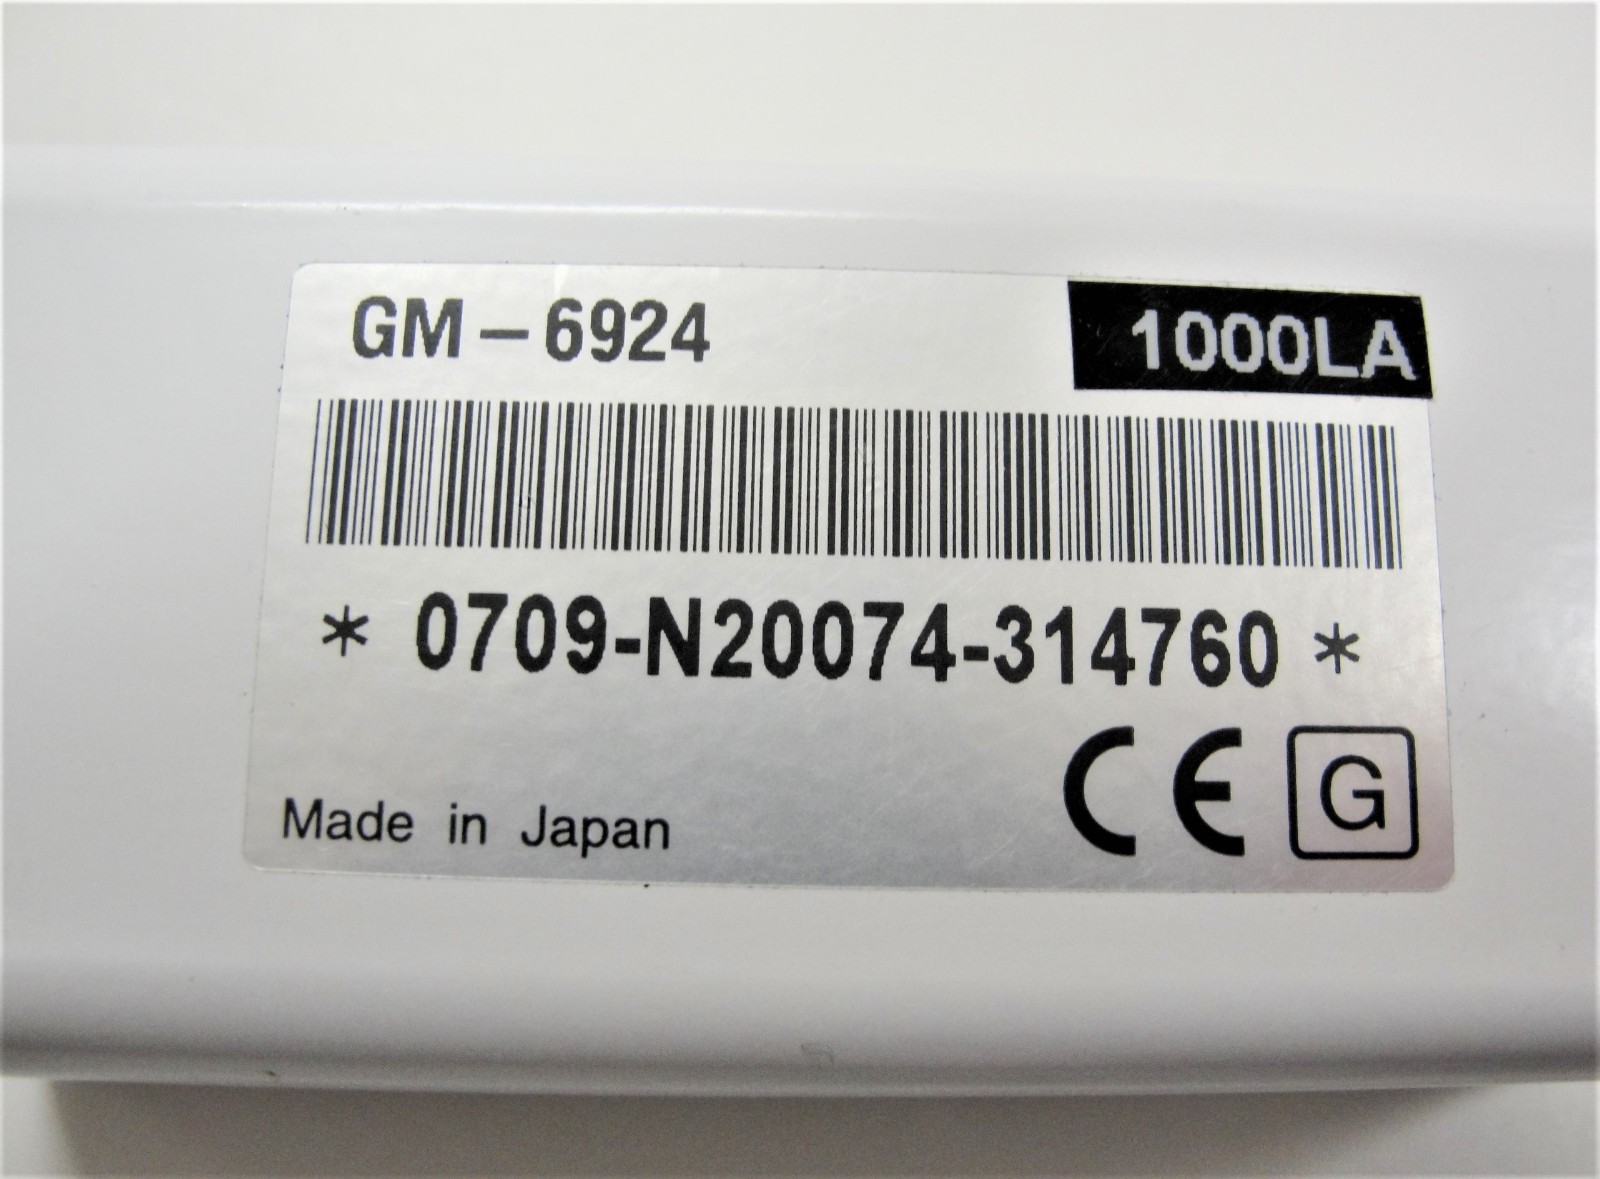 GM-6924 1000LA
* 0709-N20074-314760 *
CE G
Made in Japan